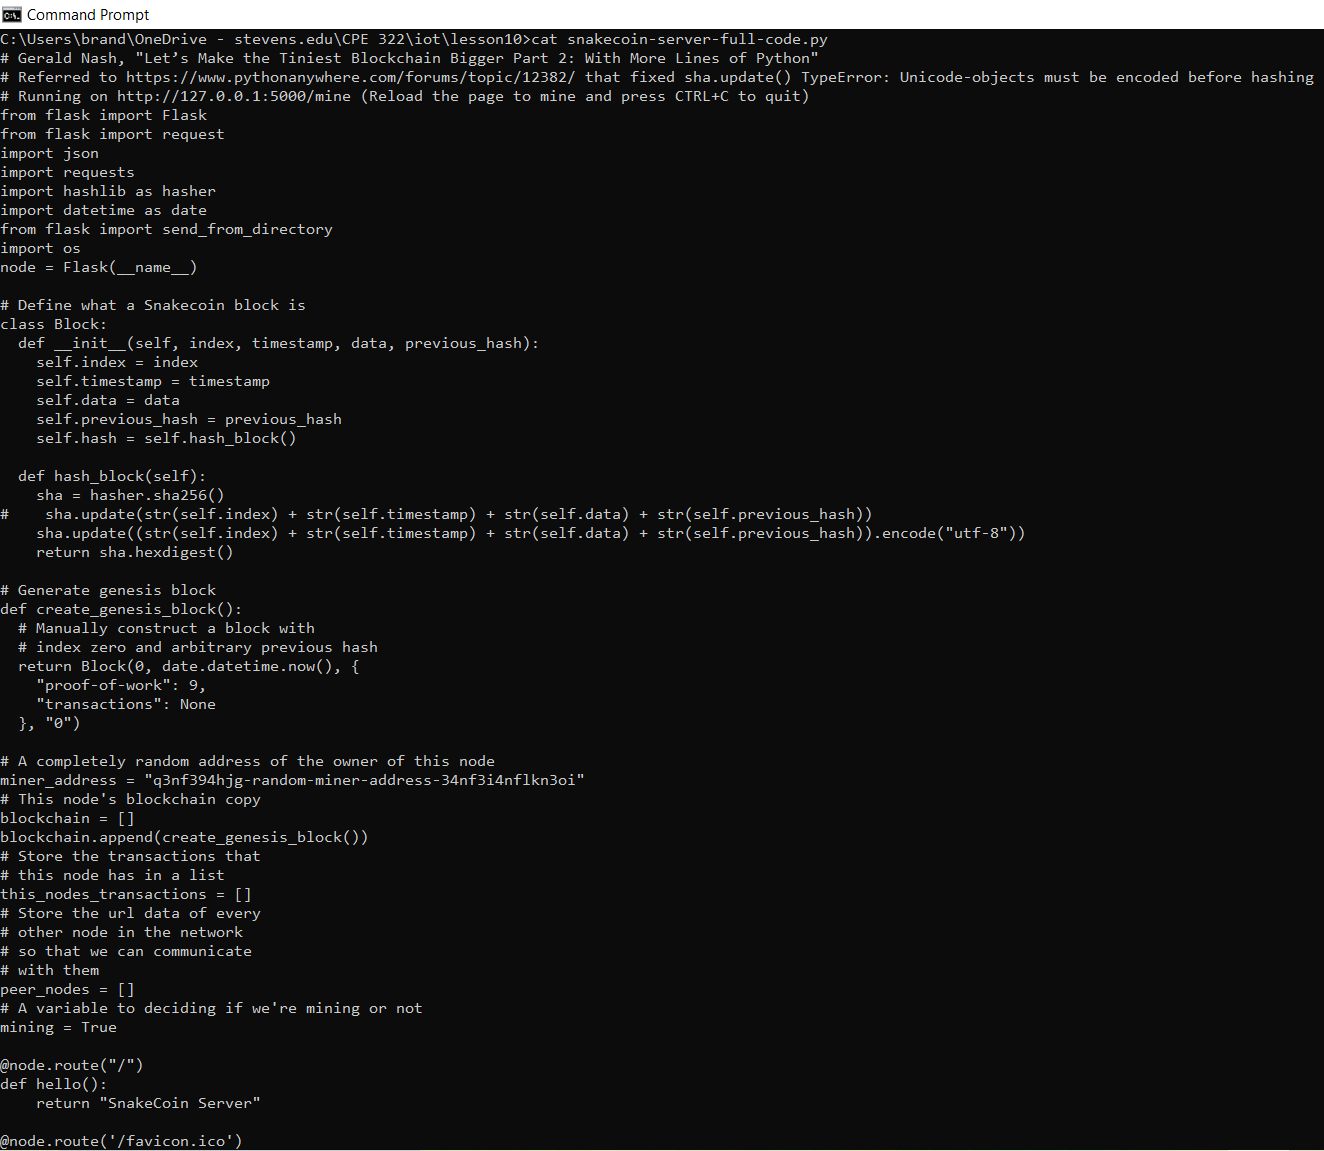 Command Prompt
C:\Users\brand\OneDrive - stevens.edu\CPE 322\iot\lesson10>cat snakecoin-server-full-code.py
# Gerald Nash, "Let’s Make the Tiniest Blockchain Bigger Part 2: With More Lines of Python"
# Referred to https://www.pythonanywhere.com/forums/topic/12382/ that fixed sha.update() TypeError: Unicode-objects must be encoded before hashing
# Running on http://127.0.0.1:5000/mine (Reload the page to mine and press CTRL+C to quit)
from flask import Flask
from flask import request
import json
import requests
import hashlib as hasher
import datetime as date
from flask import send_from_directory
import os
node = Flask(__name__)

# Define what a Snakecoin block is
class Block:
  def __init__(self, index, timestamp, data, previous_hash):
    self.index = index
    self.timestamp = timestamp
    self.data = data
    self.previous_hash = previous_hash
    self.hash = self.hash_block()

  def hash_block(self):
    sha = hasher.sha256()
#    sha.update(str(self.index) + str(self.timestamp) + str(self.data) + str(self.previous_hash))
    sha.update((str(self.index) + str(self.timestamp) + str(self.data) + str(self.previous_hash)).encode("utf-8"))
    return sha.hexdigest()

# Generate genesis block
def create_genesis_block():
  # Manually construct a block with
  # index zero and arbitrary previous hash
  return Block(0, date.datetime.now(), {
    "proof-of-work": 9,
    "transactions": None
  }, "0")

# A completely random address of the owner of this node
miner_address = "q3nf394hjg-random-miner-address-34nf3i4nflkn3oi"
# This node's blockchain copy
blockchain = []
blockchain.append(create_genesis_block())
# Store the transactions that
# this node has in a list
this_nodes_transactions = []
# Store the url data of every
# other node in the network
# so that we can communicate
# with them
peer_nodes = []
# A variable to deciding if we're mining or not
mining = True

@node.route("/")
def hello():
    return "SnakeCoin Server"

@node.route('/favicon.ico')